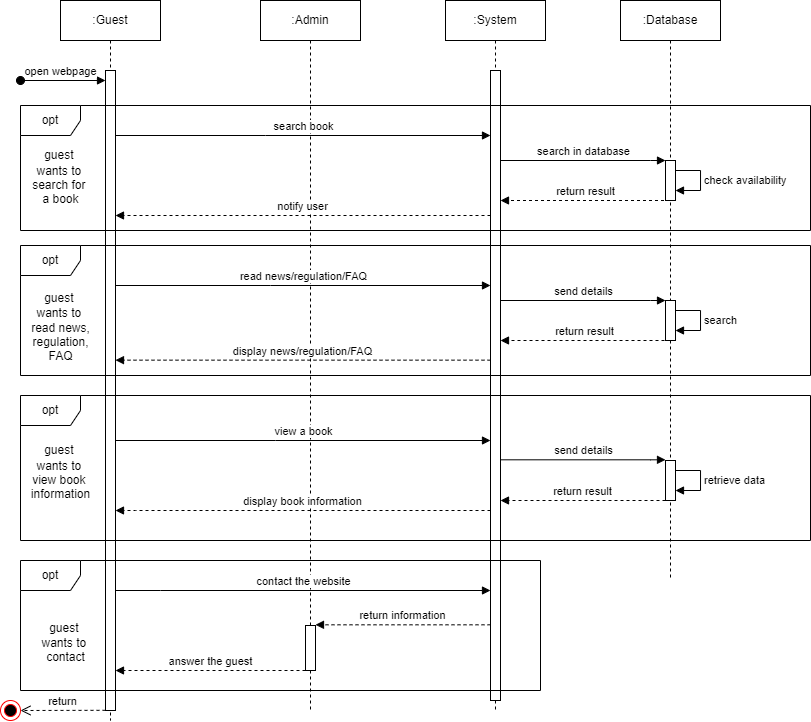 :Guest
:Admin
:System
:Database
open webpage
opt
guest
wants to
search for
a book
search book
search in database
check availability
return result
notify user
opt
guest
wants to
read news,
regulation,
FAQ
read news/regulation/FAQ
send details
search
return result
display news/regulation/FAQ
opt
guest
wants to
view book
information
view a book
send details
retrieve data
return result
display book information
opt
guest
wants to
contact
contact the website
return information
answer the guest
return